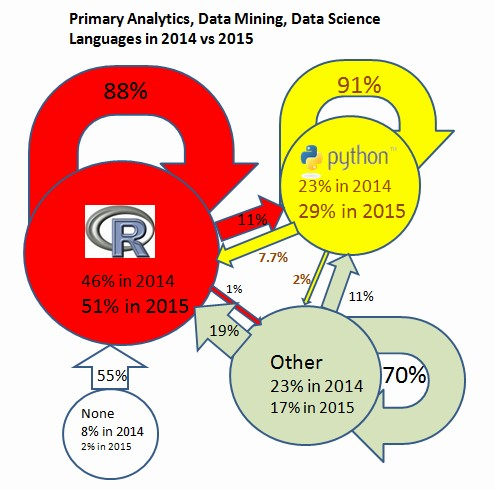 Primary Analytics, Data Mining, Data Science
Languages in 2014 vs 2015
88%
91%
R
python™
46% in 2014
51% in 2015
23% in 2014
29% in 2015
11%
7.7%
2%
1%
11%
19%
55%
Other
23% in 2014
17% in 2015
70%
None
8% in 2014
2% in 2015